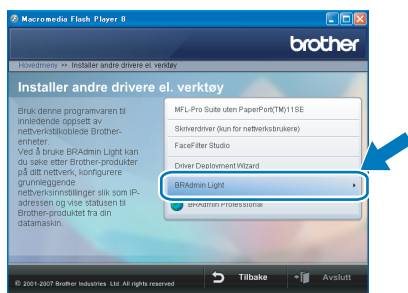 Macromedia Flash Player 8
brother
Hovedmeny >> Installer andre drivere el. verktøy
Installer andre drivere el. verktøy
Bruk denne programvaren til
innledende oppsett av
nettverkstilkoblede Brother-
enheter.
Ved å bruke BRAdmin Light kan
du søke etter Brother-produkter
på ditt nettverk, konfigurere
grunnleggende
nettverksinnstillinger slik som IP-
adressen og vise statusen til
Brother-produktet fra din
datamaskin.
MFL-Pro Suite uten PaperPort(TM)11SE
Skriverdriver (kun for nettverksbrukere)
FaceFilter Studio
Driver Deployment Wizard
BRAdmin Light
BRAdmin Professional
© 2001-2007 Brother Industries Ltd. All rights reserved
Tilbake
Avslutt